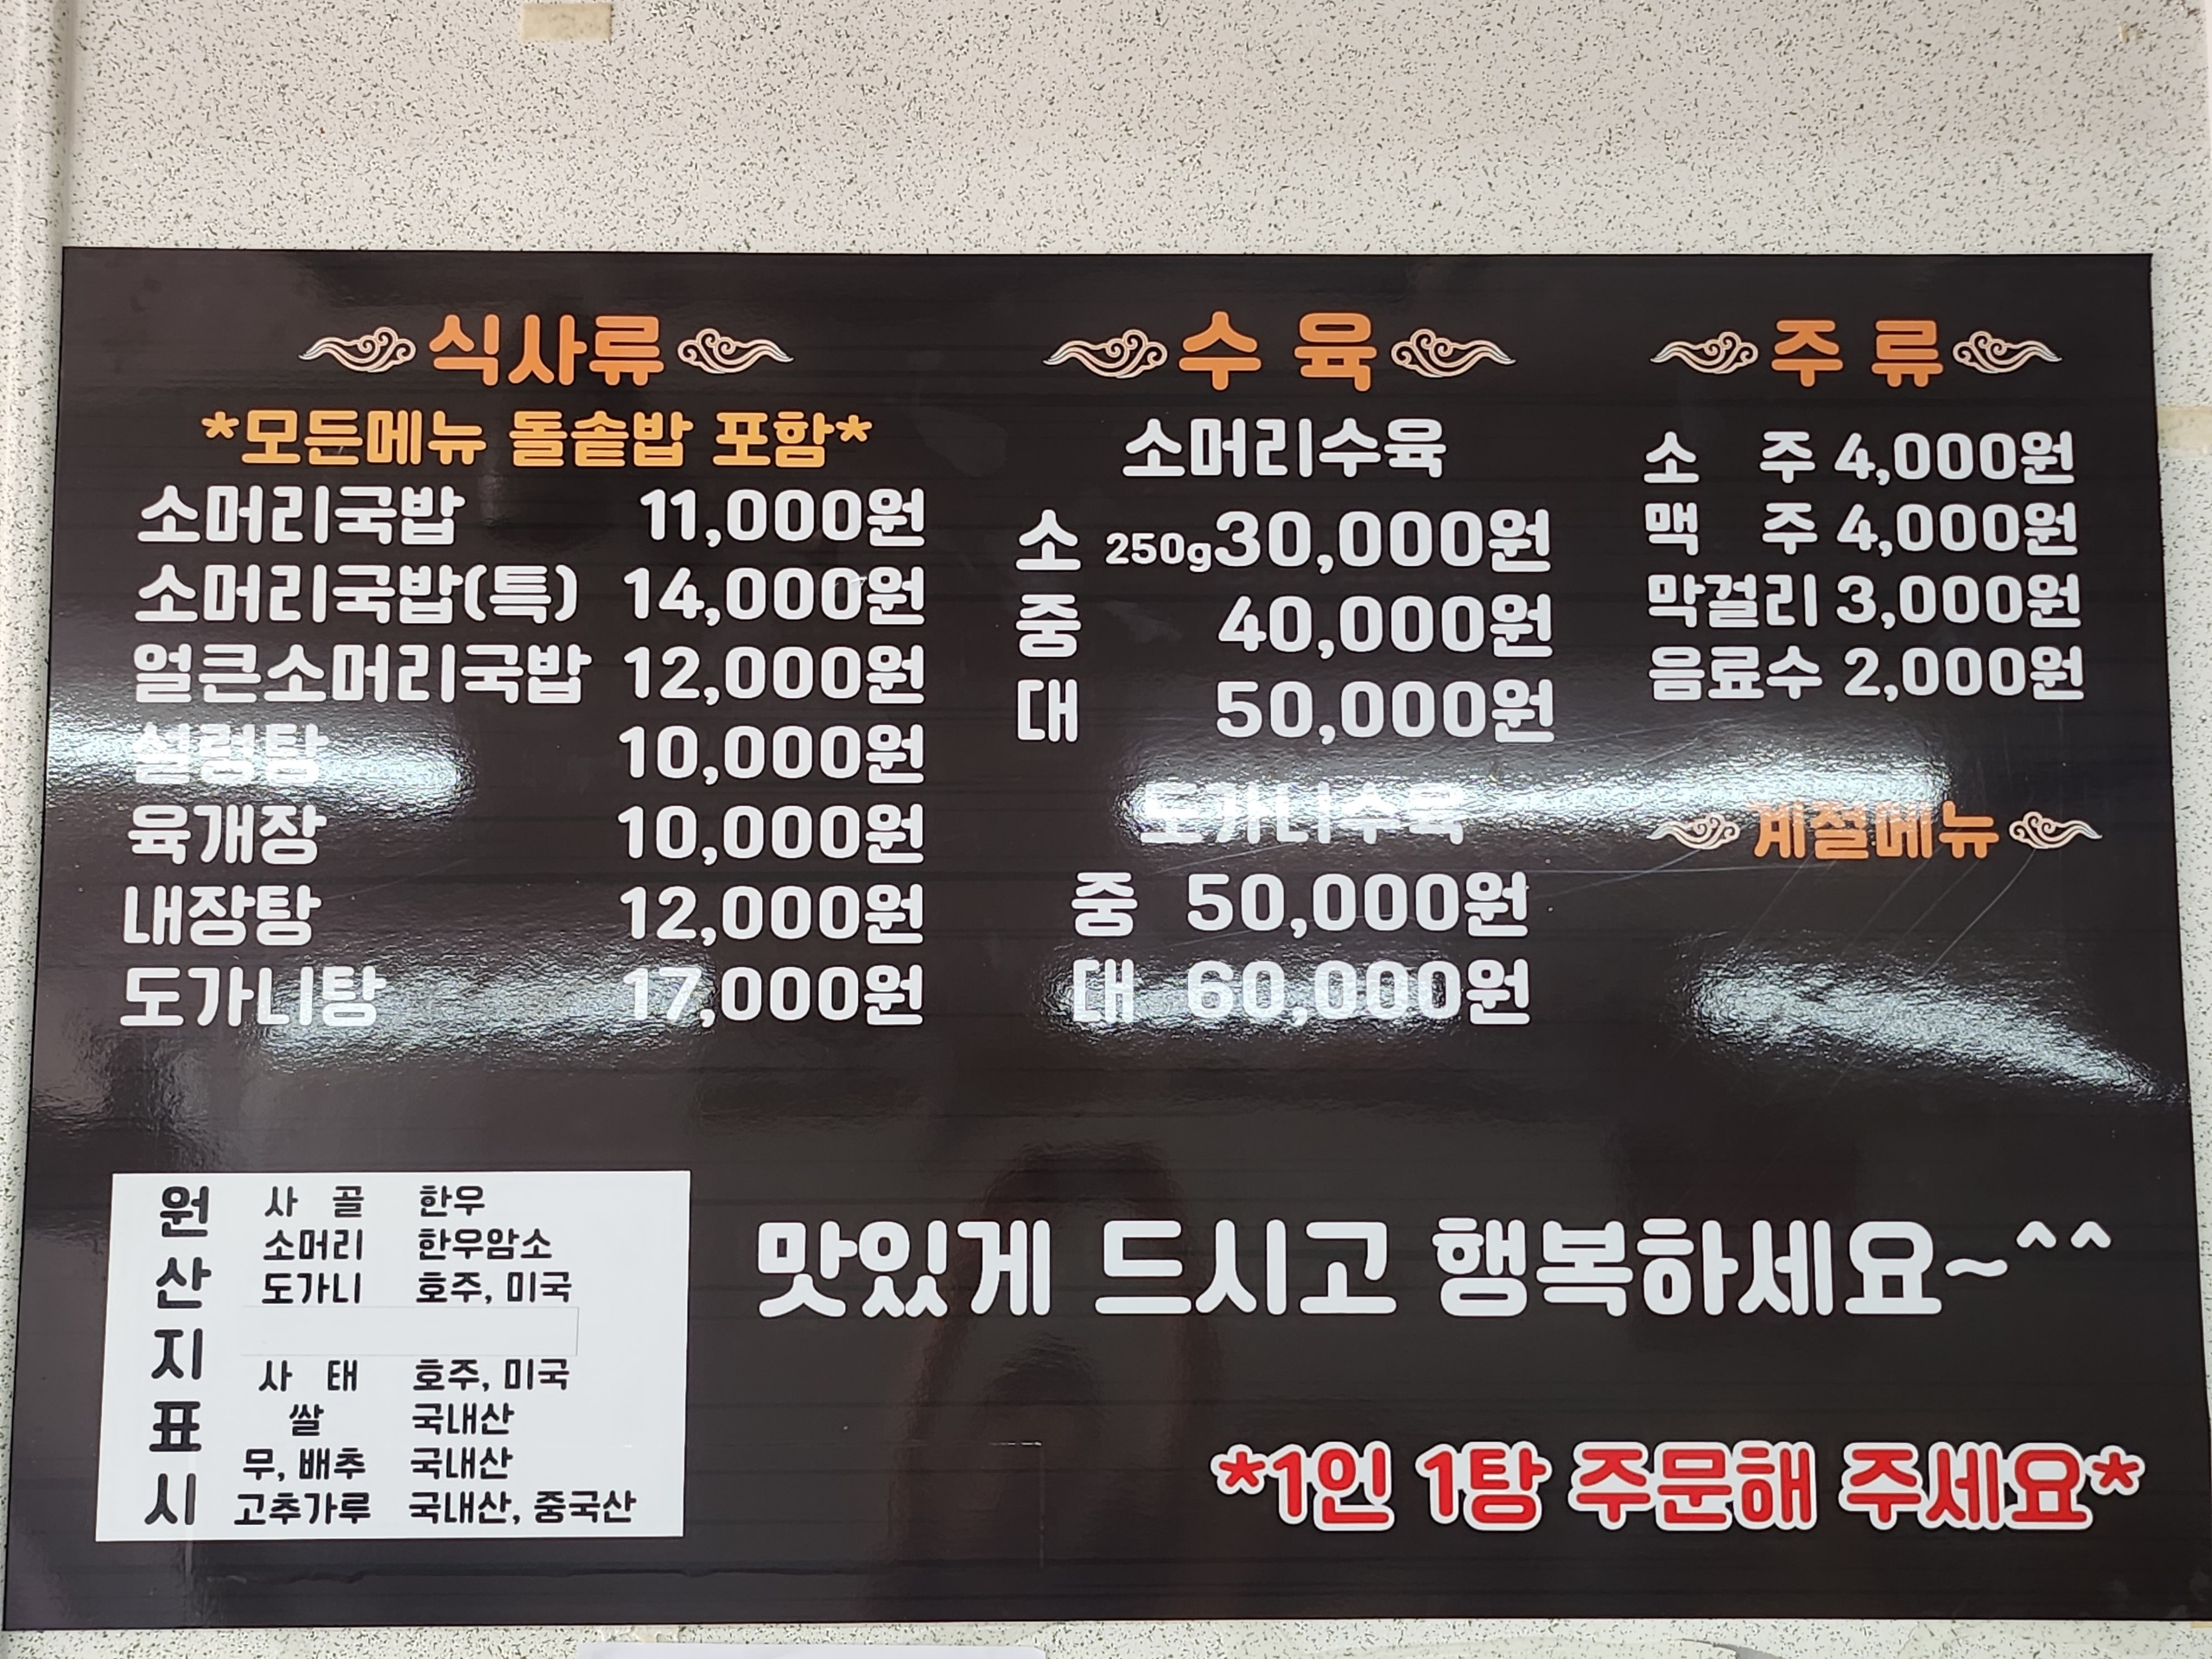 식사류
*모든메뉴 돌솥밥 포함*
소머리국밥 11,000원
소머리국밥(특) 14,000원
얼큰소머리국밥 12,000원
설렁탕 10,000원
육개장 10,000원
내장탕 12,000원
도가니탕 17,000원
수 육
소머리수육
소 250g 30,000원
중 40,000원
대 50,000원
도가니수육
중 50,000원
대 60,000원
주 류
소 주 4,000원
맥 주 4,000원
막걸리 3,000원
음료수 2,000원
계절메뉴
원산지표시
사 골 한우
소머리 한우암소
도가니 호주, 미국
사 태 호주, 미국
쌀 국내산
무, 배추 국내산
고추가루 국내산, 중국산
맛있게 드시고 행복하세요~^^
*1인 1탕 주문해 주세요*